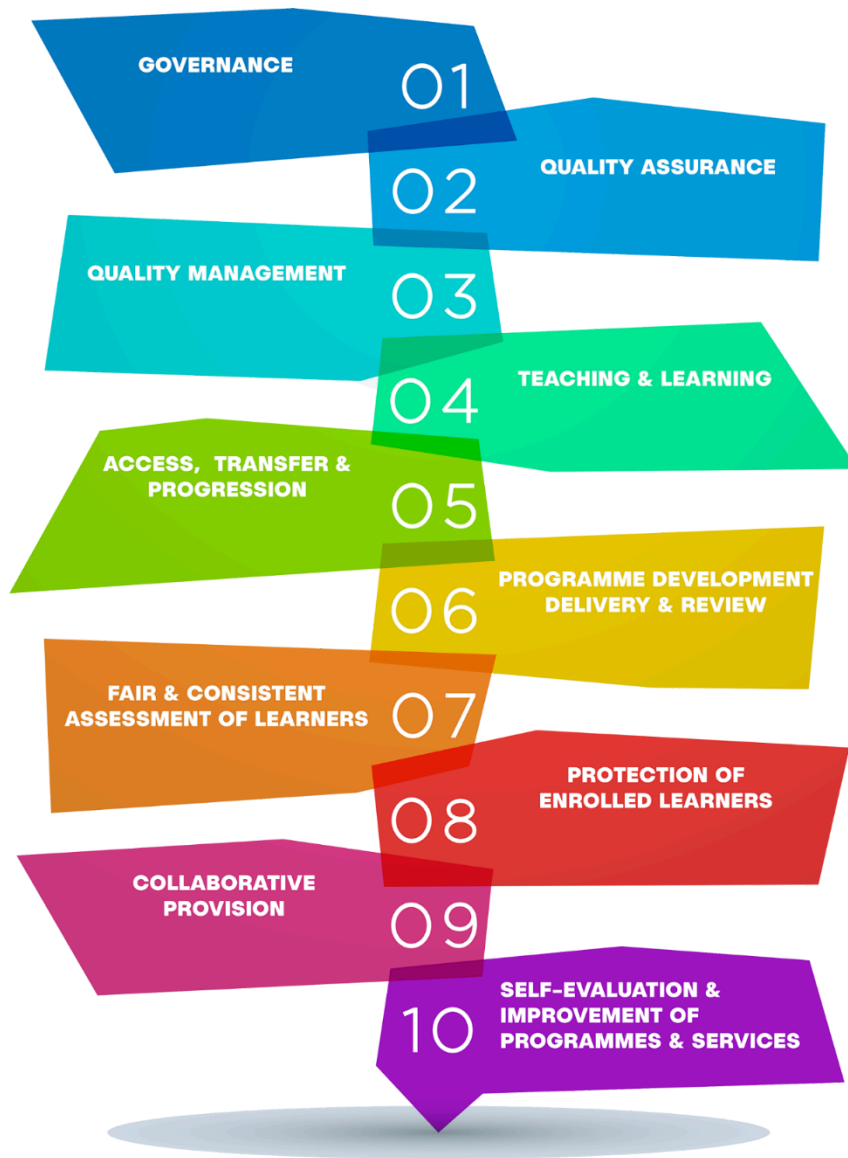 GOVERNANCE
01
02
QUALITY ASSURANCE
QUALITY MANAGEMENT
03
04
TEACHING & LEARNING
ACCESS, TRANSFER &
PROGRESSION
05
06
PROGRAMME DEVELOPMENT
DELIVERY & REVIEW
FAIR & CONSISTENT
ASSESSMENT OF LEARNERS
07
08
PROTECTION OF
ENROLLED LEARNERS
COLLABORATIVE
PROVISION
09
10
SELF-EVALUATION &
IMPROVEMENT OF
PROGRAMMES & SERVICES